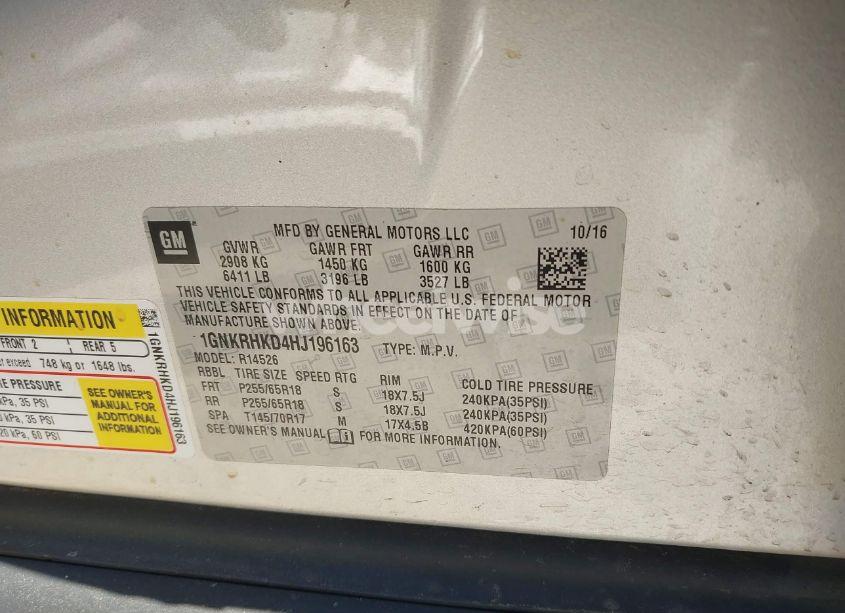 GM
MFD BY GENERAL MOTORS LLC 10/16
GVWR GAWR FRT GAWR RR
2908 KG 1450 KG 1600 KG
6411 LB 3196 LB 3527 LB
THIS VEHICLE CONFORMS TO ALL APPLICABLE U.S. FEDERAL MOTOR
VEHICLE SAFETY STANDARDS IN EFFECT ON THE DATE OF
MANUFACTURE SHOWN ABOVE.
1GNKRHKD4HJ196163 TYPE: M.P.V.
MODEL: R14526
RBBL TIRE SIZE SPEED RTG RIM COLD TIRE PRESSURE
FRT P255/65R18 S 18X7.5J 240KPA(35PSI)
RR P255/65R18 S 18X7.5J 240KPA(35PSI)
SPA T145/70R17 M 17X4.5B 420KPA(60PSI)
SEE OWNER'S MANUAL FOR MORE INFORMATION.
INFORMATION
FRONT 2 REAR 5
exceed 748 kg or 1648 lbs.
PRESSURE
kPa, 35 PSI
kPa, 35 PSI
kPa, 60 PSI
SEE OWNER'S
MANUAL FOR
ADDITIONAL
INFORMATION
1GNKRHKD4HJ196163